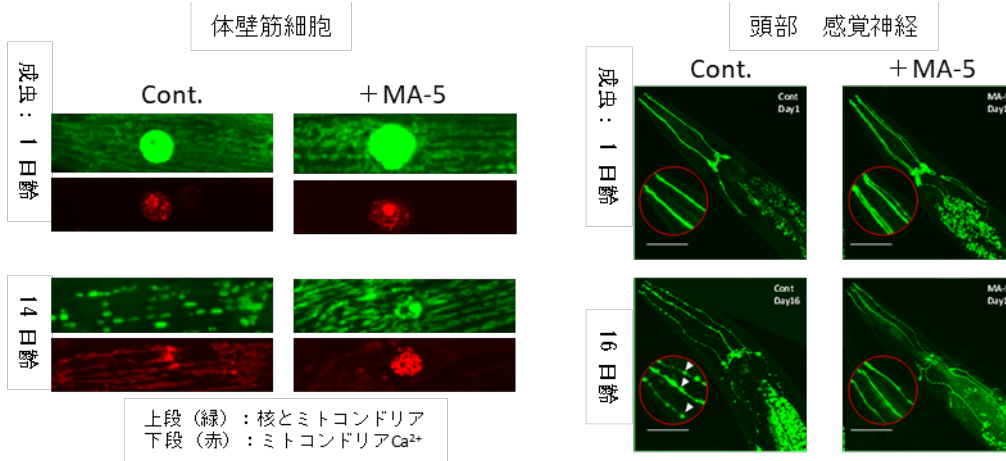 体壁筋細胞
Cont.
＋MA-5
成虫： 1 日齢
14 日齢
上段（緑）：核とミトコンドリア
下段（赤）：ミトコンドリアCa²⁺
頭部　感覚神経
Cont.
＋MA-5
成虫： 1 日齢
Cont
Day1
16 日齢
Cont
Day16